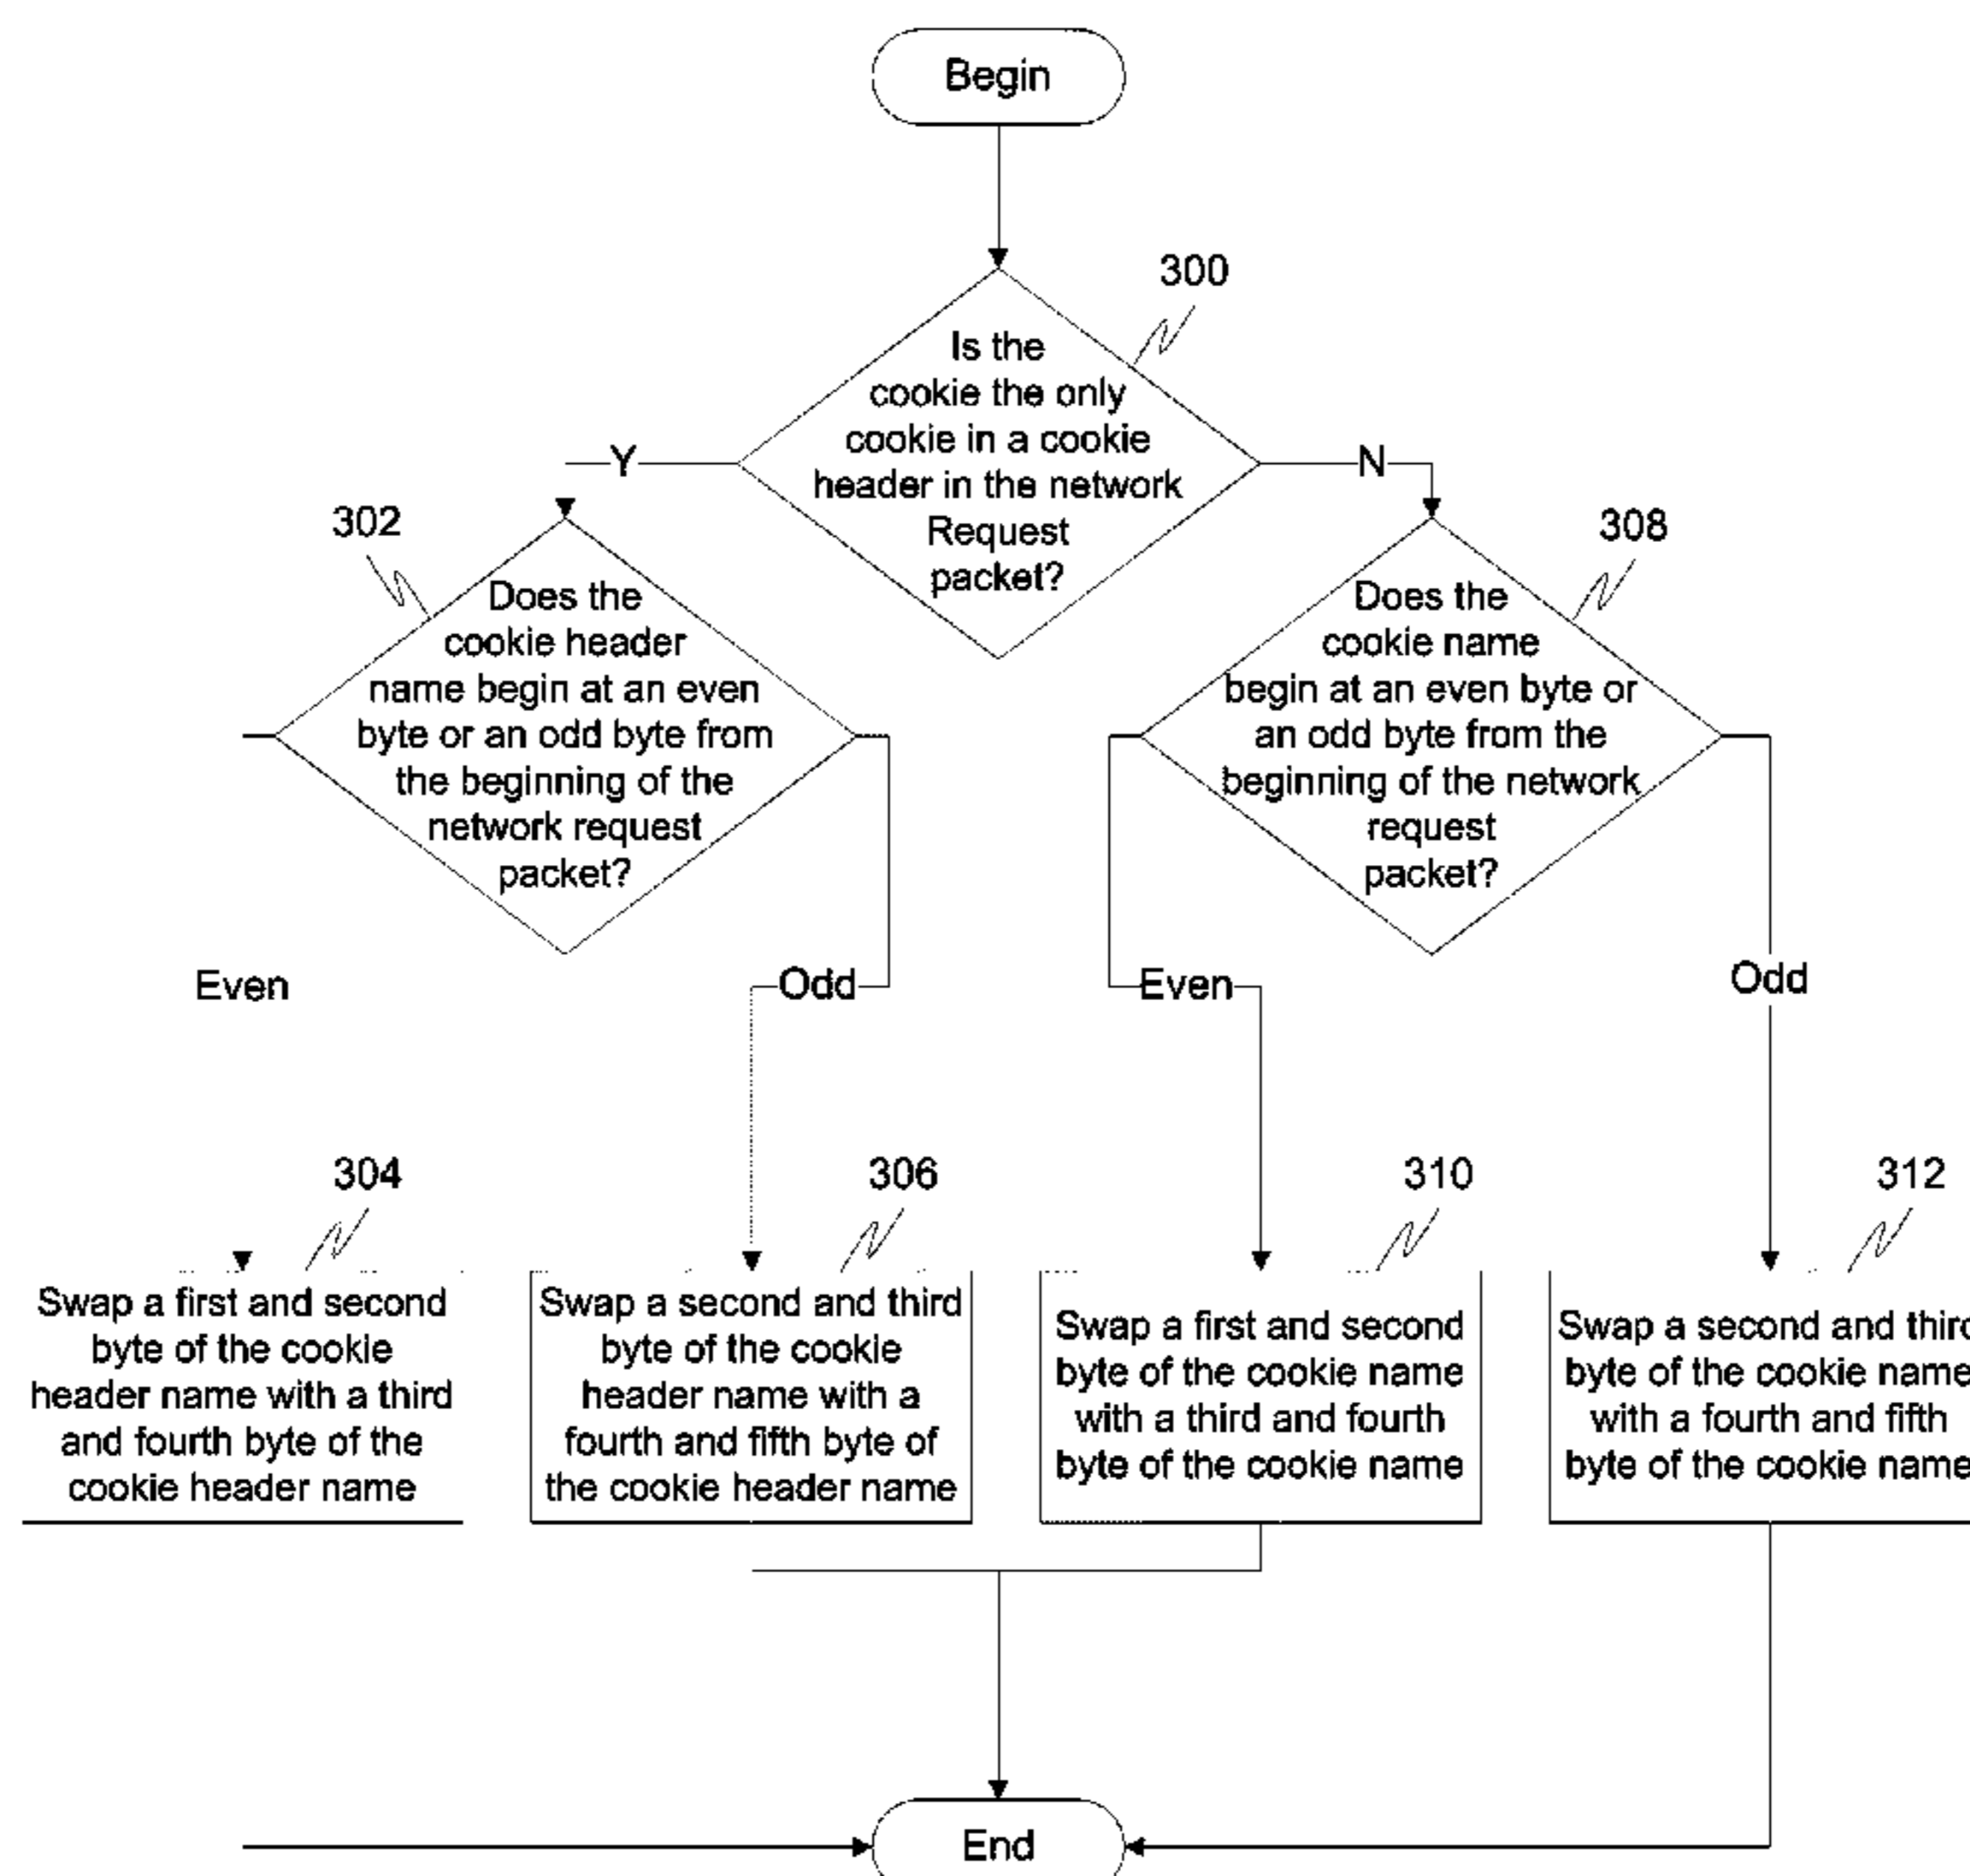 Begin
300
Is the
cookie the only
cookie in a cookie
header in the network
Request
packet?
Y
N
302
Does the
cookie header
name begin at an even
byte or an odd byte from
the beginning of the
network request
packet?
308
Does the
cookie name
begin at an even byte or
an odd byte from the
beginning of the network
request
packet?
Even
Odd
Even
Odd
304
Swap a first and second
byte of the cookie
header name with a third
and fourth byte of the
cookie header name
306
Swap a second and third
byte of the cookie
header name with a
fourth and fifth byte of
the cookie header name
310
Swap a first and second
byte of the cookie name
with a third and fourth
byte of the cookie name
312
Swap a second and third
byte of the cookie name
with a fourth and fifth
byte of the cookie name
End